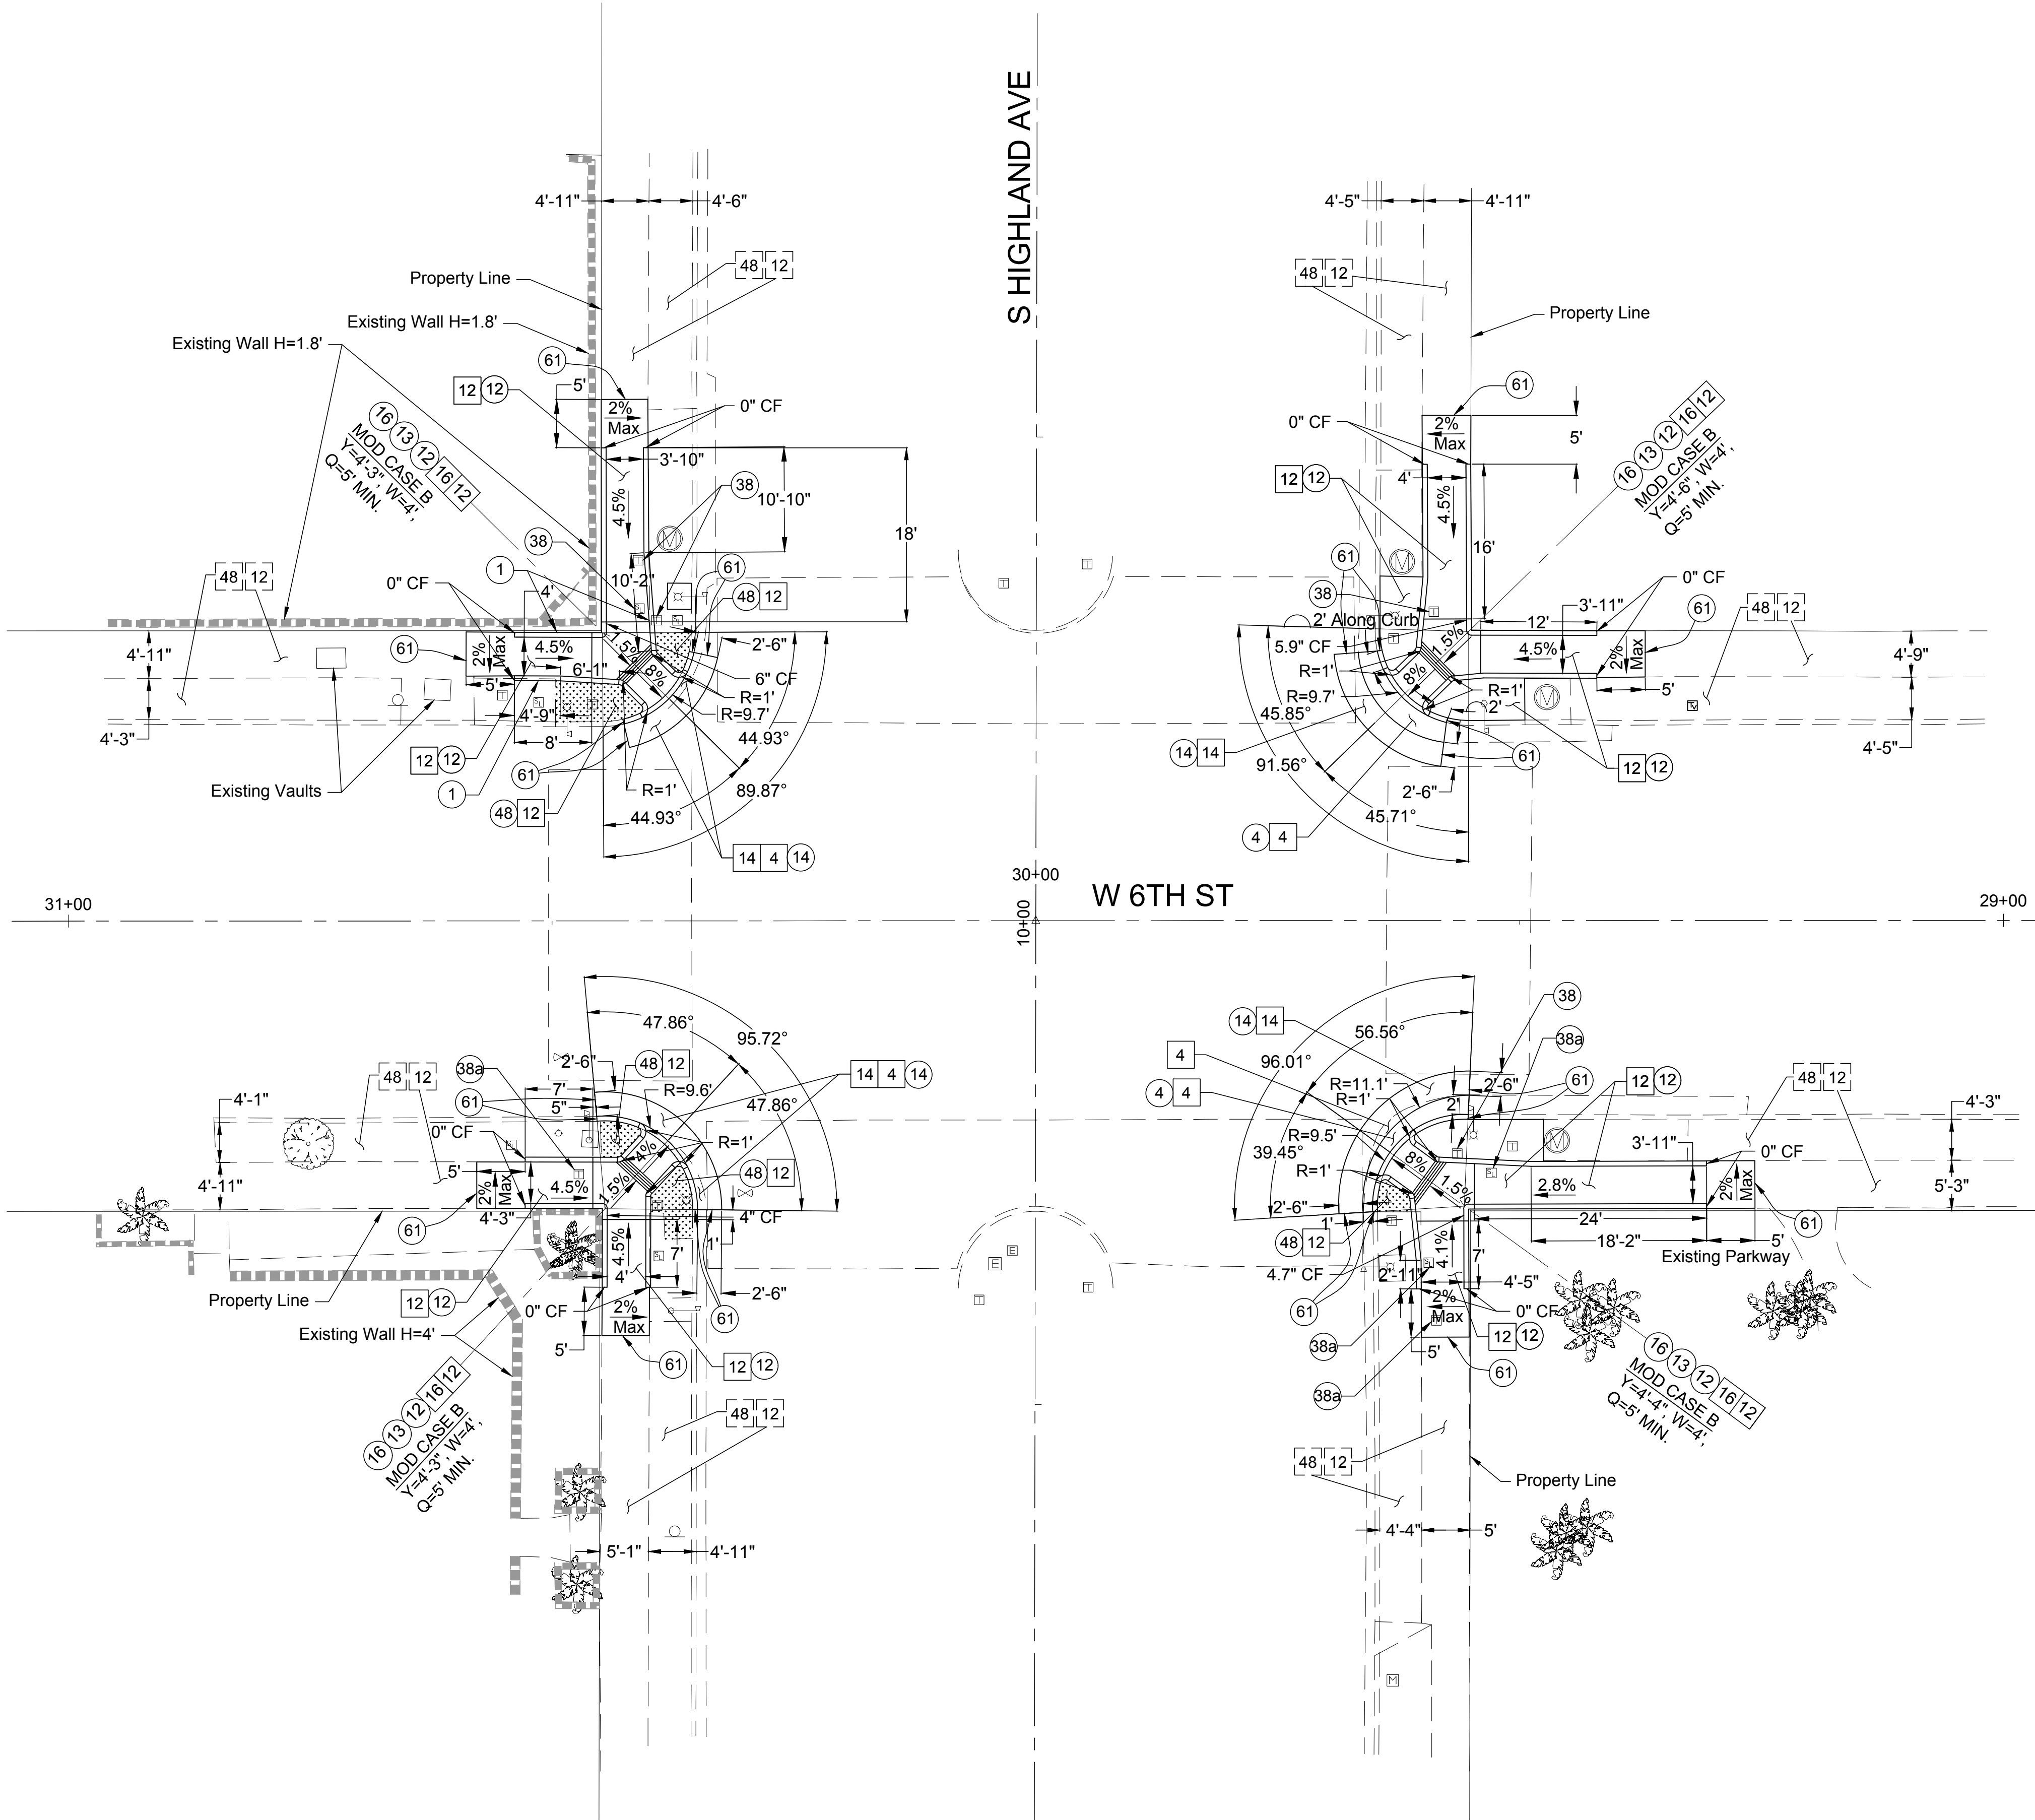 S HIGHLAND AVE
4'-11"
4'-6"
48 12
Property Line
Existing Wall H=1.8'
Existing Wall H=1.8'
61
5'
12 12
2%
Max
0" CF
16 13 12 16 12
MOD CASE B
Y=4'-3", W=4',
Q=5' MIN.
3'-10"
38
10'-10"
4.5%
18'
38
1
48 12
0" CF
4'
10'-2"
61
48 12
4'-11"
61
2%
Max
4.5%
1.5%
2'-6"
6'-1"
8%
6" CF
5'
R=1'
R=9.7'
4'-9"
4'-3"
8'
44.93°
12 12
61
89.87°
Existing Vaults
1
R=1'
48 12
44.93°
14 4 14
4'-5"
4'-11"
48 12
Property Line
61
0" CF
2%
Max
5'
16 13 12 16 12
MOD CASE B
Y=4'-6", W=4',
Q=5' MIN.
12 12
4'
4.5%
16'
61
0" CF
38
3'-11"
61
48 12
2' Along Curb
12'
5.9" CF
1.5%
4.5%
2%
Max
4'-9"
R=1'
8%
R=1'
5'
R=9.7'
2'
45.85°
4'-5"
14 14
61
91.56°
12 12
2'-6"
45.71°
4 4
31+00
30+00
W 6TH ST
10+00
29+00
47.86°
95.72°
38a
2'-6"
48 12
14 4 14
48 12
7'
R=9.6'
4'-1"
61
5"
47.86°
0" CF
R=1'
4%
5'
48 12
4'-11"
2%
Max
4.5%
1.5%
4'-3"
4" CF
61
4.5%
7'
1'
4'
Property Line
12 12
0" CF
2'-6"
2%
Max
61
Existing Wall H=4'
5'
61
12 12
16 13 12 16 12
MOD CASE B
Y=4'-3", W=4',
Q=5' MIN.
48 12
5'-1"
4'-11"
38
14 14
56.56°
38a
4
96.01°
R=11.1'
2'-6"
61
12 12
48 12
4 4
R=1'
2'
4'-3"
R=9.5'
3'-11"
39.45°
8%
0" CF
R=1'
1.5%
2.8%
2%
Max
5'-3"
2'-6"
1'
24'
61
48 12
4.1%
7'
18'-2"
5'
Existing Parkway
4.7" CF
2'-11"
4'-5"
61
2%
Max
0" CF
12 12
38a
5'
61
38a
16 13 12 16 12
MOD CASE B
Y=4'-4", W=4',
Q=5' MIN.
48 12
Property Line
4'-4"
5'